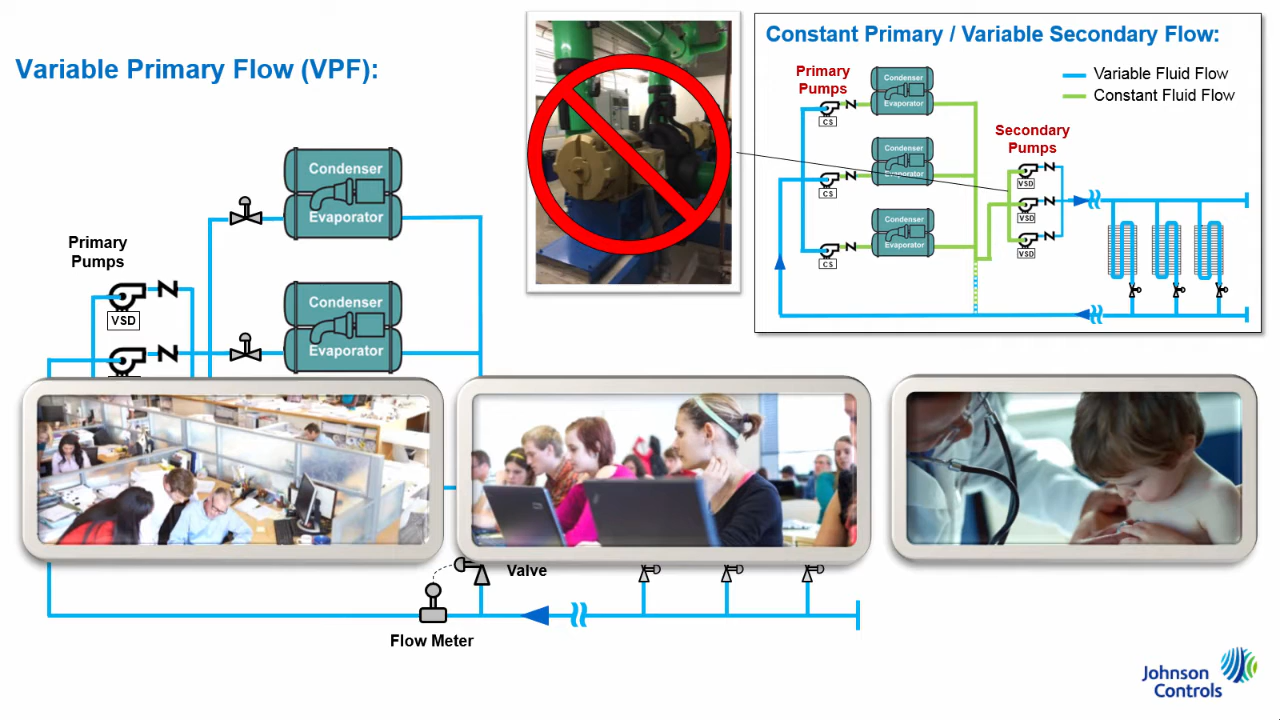 Variable Primary Flow (VPF):
Constant Primary / Variable Secondary Flow:
Primary
Pumps
Variable Fluid Flow
Constant Fluid Flow
Condenser
Evaporator
CS
Secondary
Pumps
Condenser
Evaporator
CS
VSD
VSD
VSD
Condenser
Evaporator
CS
Condenser
Evaporator
Primary
Pumps
VSD
Condenser
Evaporator
Valve
Flow Meter
Johnson
Controls